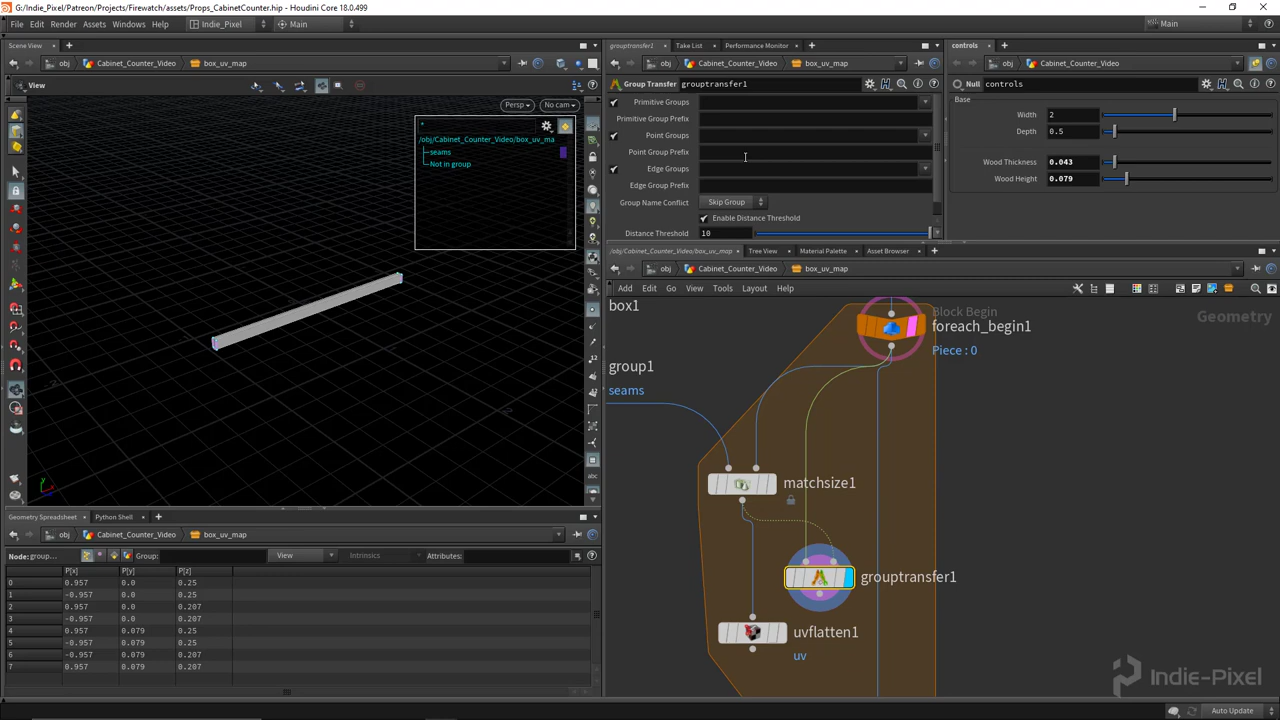 G:/Indie_Pixel/Patreon/Projects/Firewatch/assets/Props_CabinetCounter.hip - Houdini Core 18.0.499
File Edit Render Assets Windows Help Indie_Pixel Main Main
Scene View
obj Cabinet_Counter_Video box_uv_map
View
Persp No cam
*
/obj/Cabinet_Counter_Video/box_uv_ma
seams
Not in group
Geometry Spreadsheet Python Shell
obj Cabinet_Counter_Video box_uv_map
Node: group... Group: View Intrinsics Attributes:
P[x] P[y] P[z]
0 0.957 0.0 0.25
1 -0.957 0.0 0.25
2 0.957 0.0 0.207
3 -0.957 0.0 0.207
4 0.957 0.079 0.25
5 -0.957 0.079 0.25
6 -0.957 0.079 0.207
7 0.957 0.079 0.207
grouptransfer1 Take List Performance Monitor
obj Cabinet_Counter_Video box_uv_map
Group Transfer grouptransfer1
Primitive Groups
Primitive Group Prefix
Point Groups
Point Group Prefix
Edge Groups
Edge Group Prefix
Group Name Conflict Skip Group
Enable Distance Threshold
Distance Threshold 10
controls
obj Cabinet_Counter_Video
Null controls
Base
Width 2
Depth 0.5
Wood Thickness 0.043
Wood Height 0.079
/obj/Cabinet_Counter_Video/box_uv_map Tree View Material Palette Asset Browser
obj Cabinet_Counter_Video box_uv_map
Add Edit Go View Tools Layout Help
box1
Block Begin
foreach_begin1
Piece : 0
Geometry
group1
seams
matchsize1
grouptransfer1
uvflatten1
uv
Indie-Pixel
Auto Update